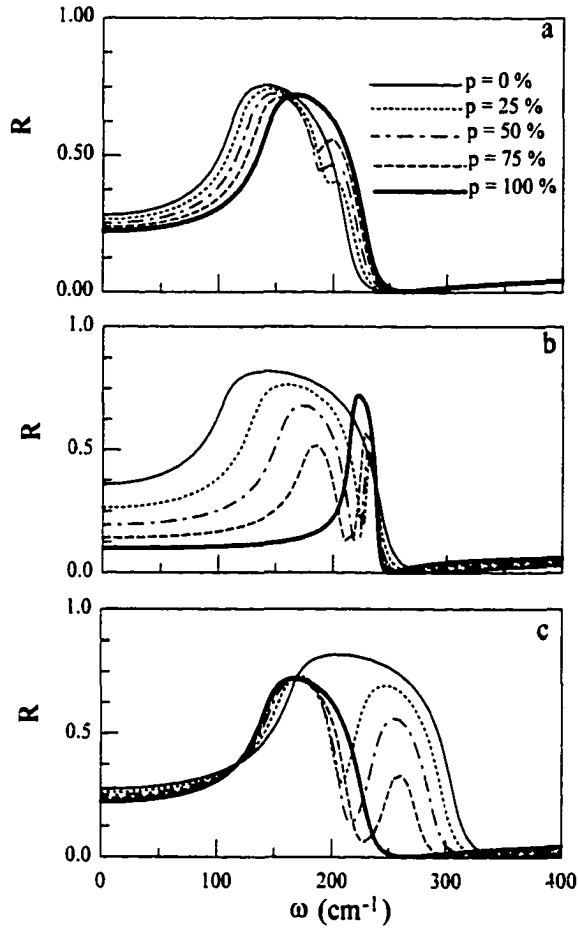 1.00
a
p = 0 %
p = 25 %
R
0.50
p = 50 %
p = 75 %
p = 100 %
0.00
1.0
b
R
0.5
0.0
1.0
c
R
0.5
0.0
0
100
200
300
400
ω (cm-1)